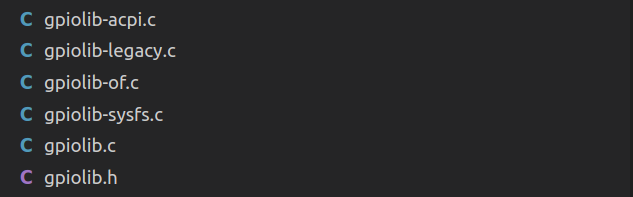 C gpiolib-acpi.c
C gpiolib-legacy.c
C gpiolib-of.c
C gpiolib-sysfs.c
C gpiolib.c
C gpiolib.h